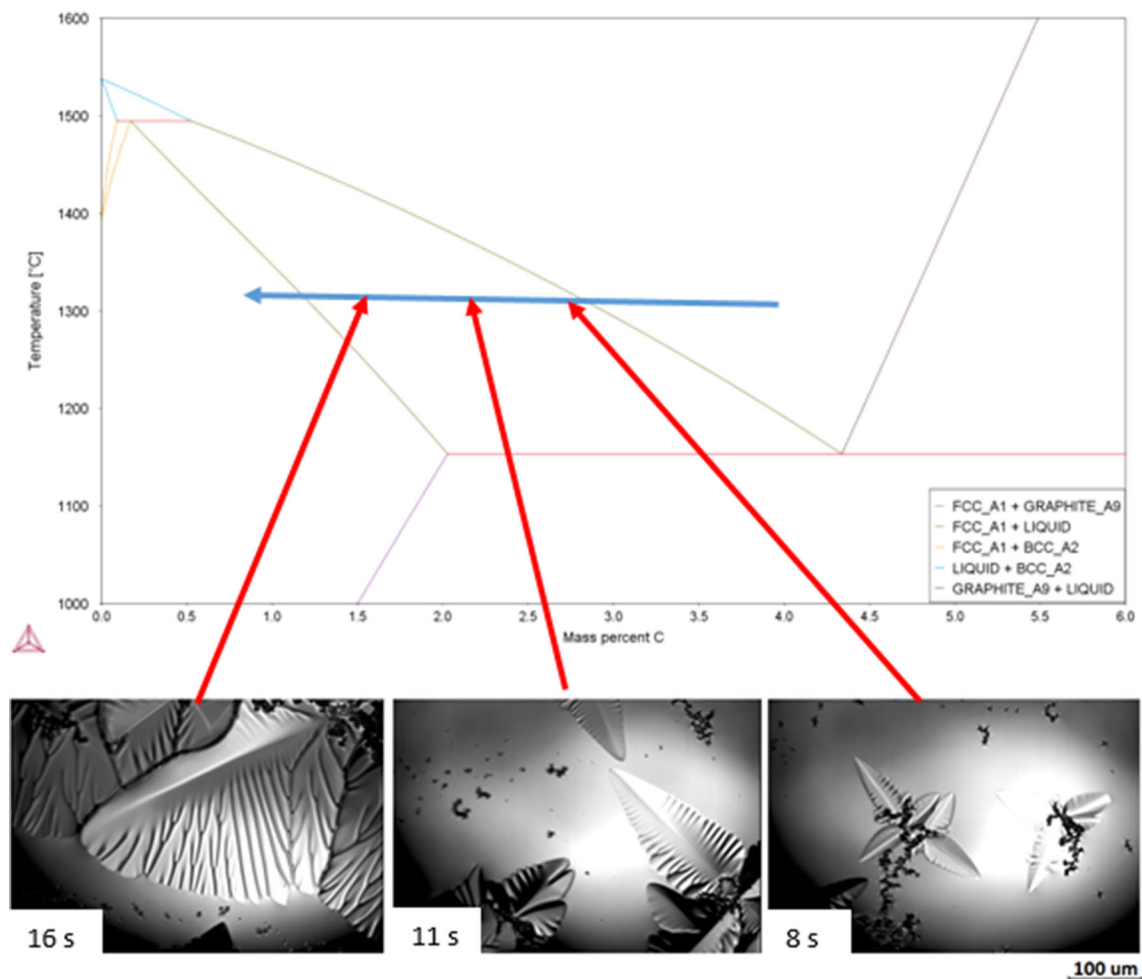 1600
1500
1400
1300
1200
1100
1000
Temperature [°C]
0.0 0.5 1.0 1.5 2.0 2.5 3.0 3.5 4.0 4.5 5.0 5.5 6.0
Mass percent C
FCC_A1 + GRAPHITE_A9
FCC_A1 + LIQUID
FCC_A1 + BCC_A2
LIQUID + BCC_A2
GRAPHITE_A9 + LIQUID
16 s
11 s
8 s
100 um